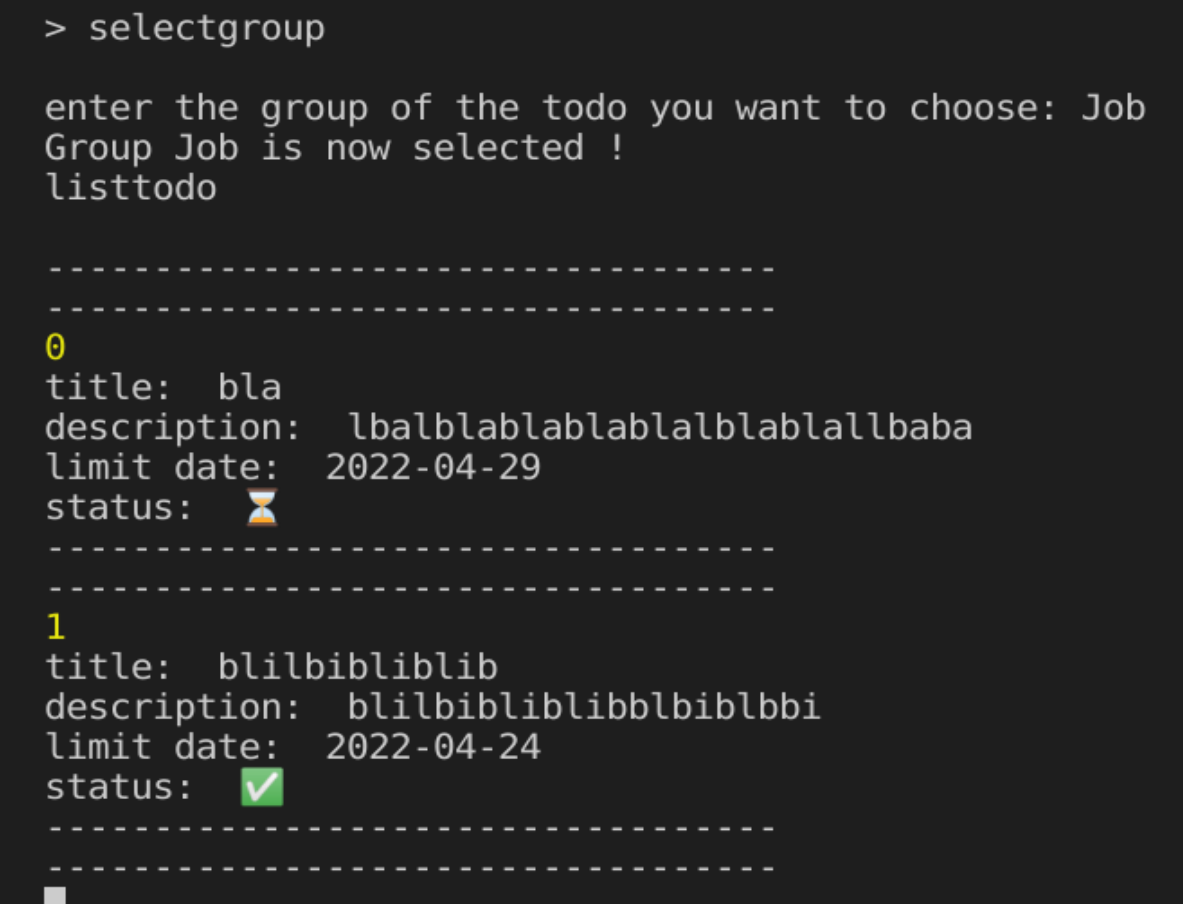 > selectgroup
enter the group of the todo you want to choose: Job
Group Job is now selected !
listtodo
----------------------------------
----------------------------------
0
title:  bla
description:  lbalblablablablalblablallbaba
limit date:  2022-04-29
status:  ⏳
----------------------------------
----------------------------------
1
title:  blilbibliblib
description:  blilbibliblibblbiblbbi
limit date:  2022-04-24
status:  ✅
----------------------------------
----------------------------------